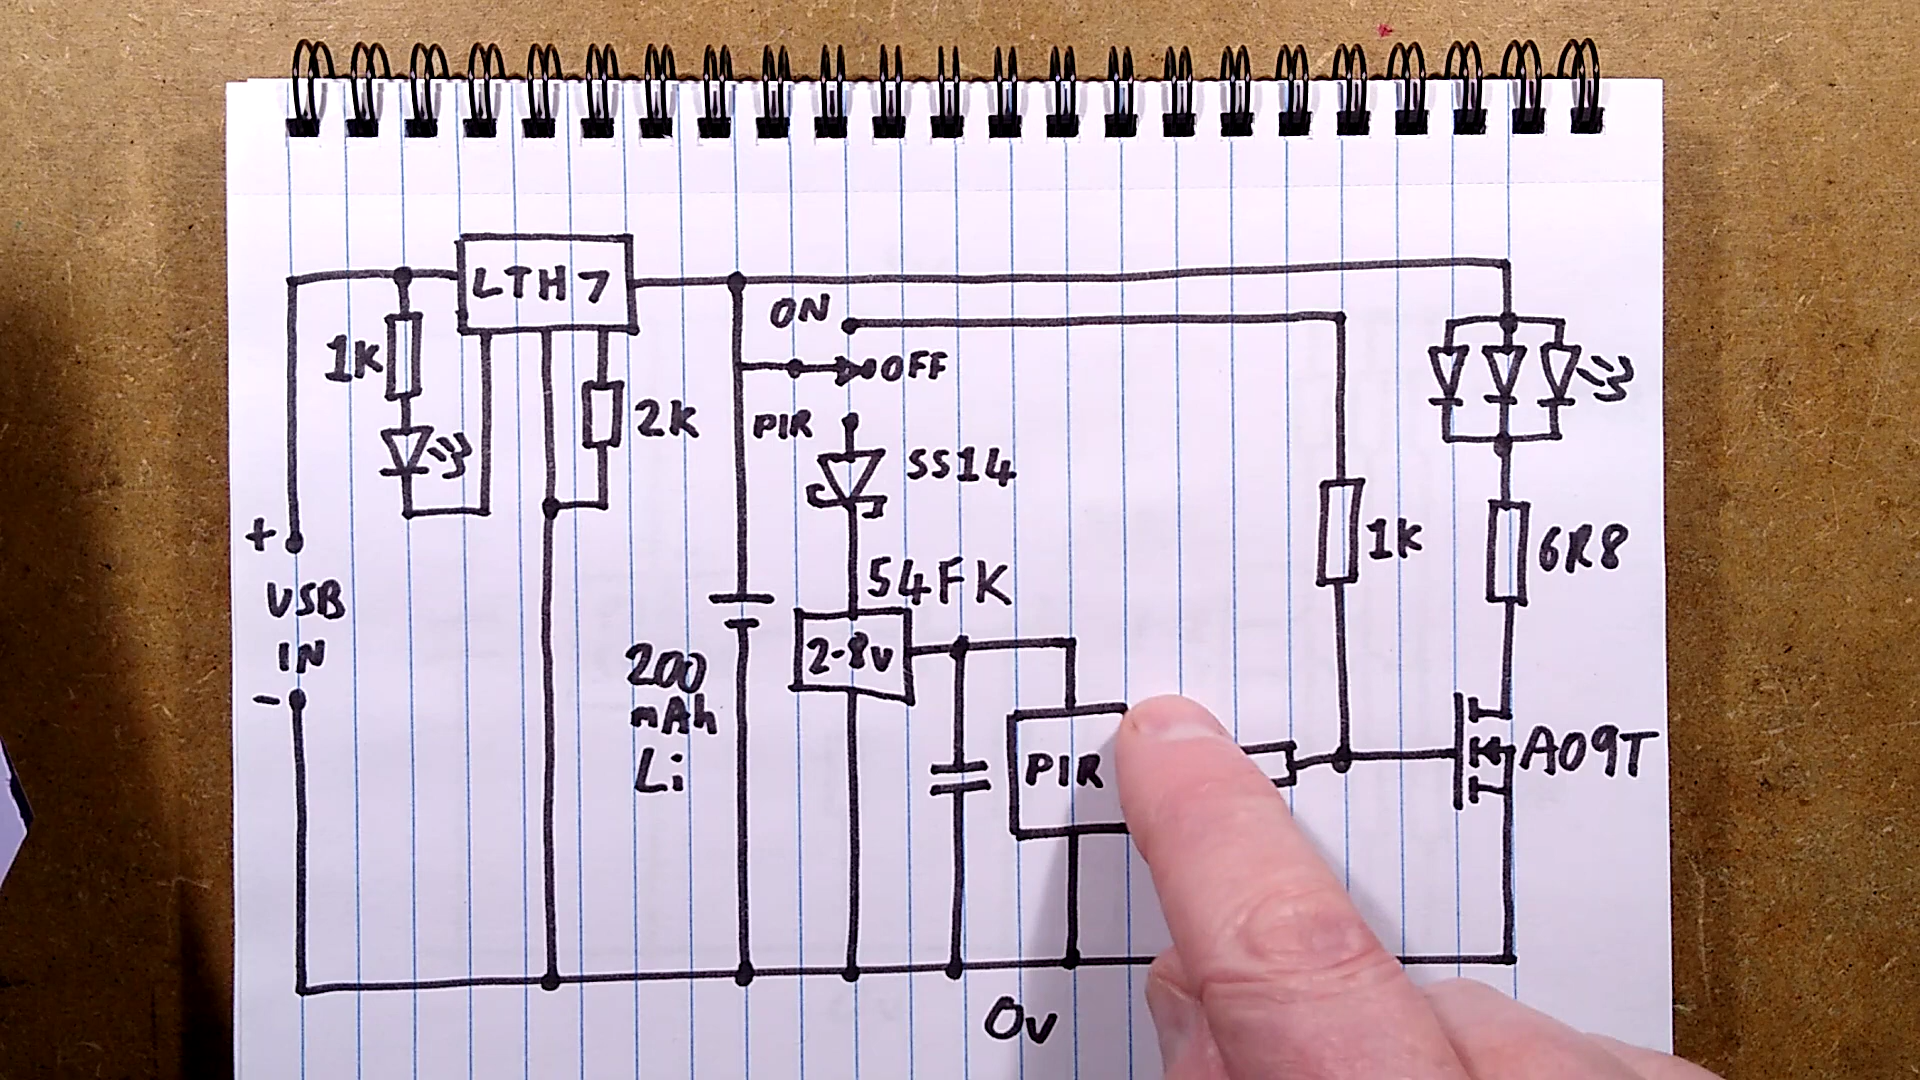 LTH7
ON
1K
OFF
2K
PIR
SS14
+
USB
IN
-
54FK
1K
6R8
200
mAh
Li
2-8v
PIR
A09T
0v